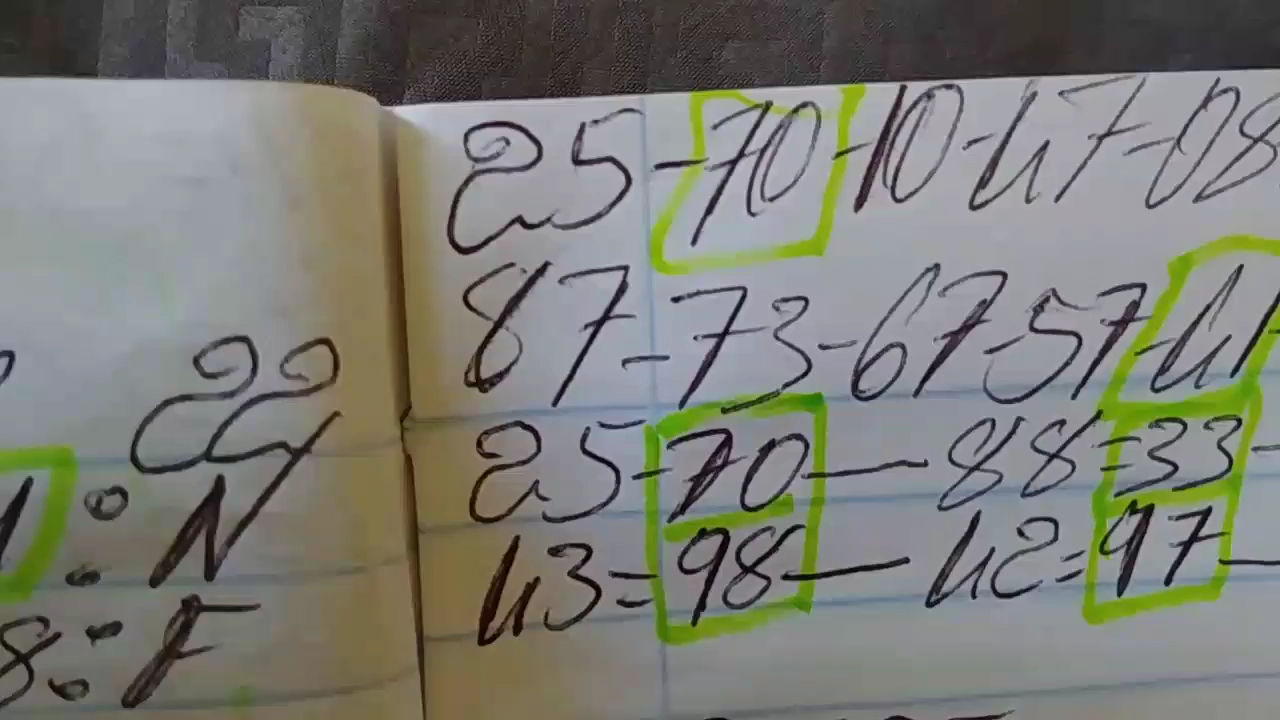 22
: N
8: F
25-70-10-47-08
87-73-67-57-41
25-70—88=33-
43=98—42=97—